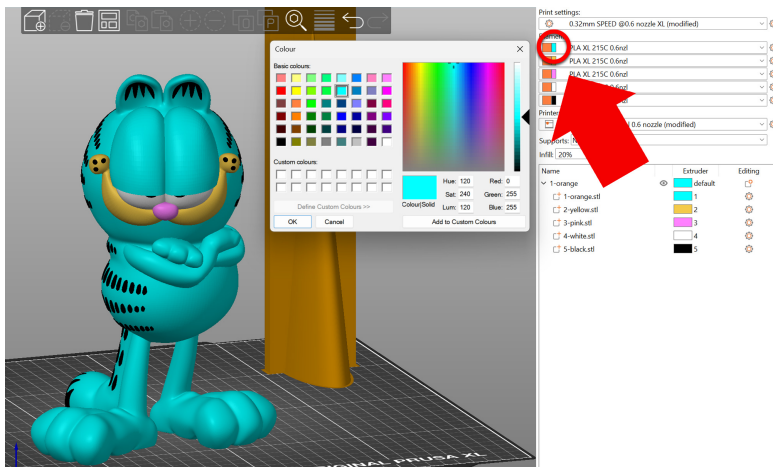 Print settings:
0.32mm SPEED @0.6 nozzle XL (modified)
PLA XL 215C 0.6nzl
PLA XL 215C 0.6nzl
PLA XL 215C 0.6nzl
0.6nzl
0.6nzl
Printer
0.6 nozzle (modified)
Supports:
Infill: 20%
Name
Extruder
Editing
1-orange
default
1-orange.stl
1
2-yellow.stl
2
3-pink.stl
3
4-white.stl
4
5-black.stl
5
Colour
Basic colours:
Custom colours:
Define Custom Colours >>
OK
Cancel
Colour|Solid
Hue: 120
Sat: 240
Lum: 120
Red: 0
Green: 255
Blue: 255
Add to Custom Colours
ORIGINAL PRUSA XL